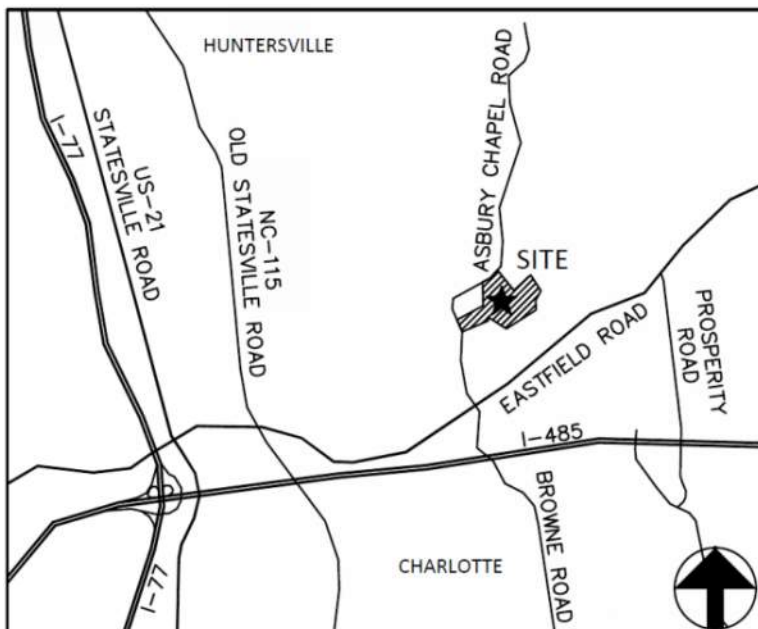 HUNTERSVILLE
ASBURY CHAPEL ROAD
I-77
US-21
STATESVILLE ROAD
NC-115
OLD STATESVILLE ROAD
SITE
PROSPERITY
ROAD
EASTFIELD ROAD
I-485
BROWNE ROAD
CHARLOTTE
I-77